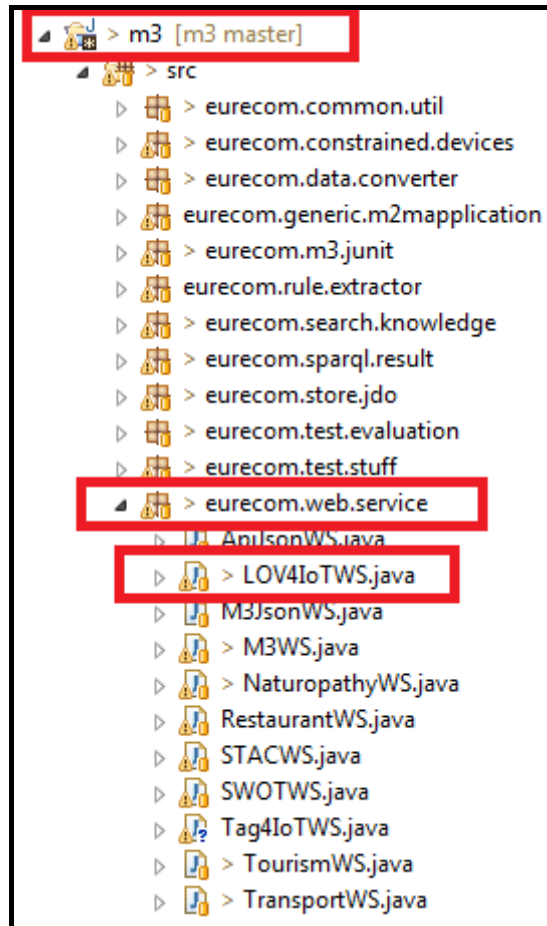 > m3 [m3 master]
> src
> eurecom.common.util
> eurecom.constrained.devices
> eurecom.data.converter
eurecom.generic.m2mapplication
> eurecom.m3.junit
eurecom.rule.extractor
> eurecom.search.knowledge
> eurecom.sparql.result
> eurecom.store.jdo
> eurecom.test.evaluation
> eurecom.test.stuff
> eurecom.web.service
ApiJsonWS.java
> LOV4IoTWS.java
M3JsonWS.java
> M3WS.java
> NaturopathyWS.java
RestaurantWS.java
STACWS.java
SWOTWS.java
Tag4IoTWS.java
> TourismWS.java
> TransportWS.java